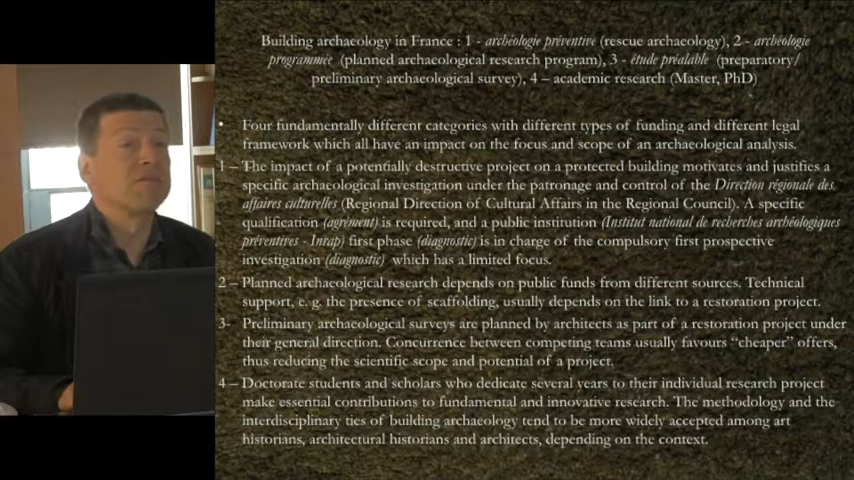 Building archaeology in France : 1 - archéologie préventive (rescue archaeology), 2 - archéologie
programmée (planned archaeological research program), 3 - étude préalable (preparatory/
preliminary archaeological survey), 4 – academic research (Master, PhD)
• Four fundamentally different categories with different types of funding and different legal
framework which all have an impact on the focus and scope of an archaeological analysis.
1 – The impact of a potentially destructive project on a protected building motivates and justifies a
specific archaeological investigation under the patronage and control of the Direction régionale des
affaires culturelles (Regional Direction of Cultural Affairs in the Regional Council). A specific
qualification (agrément) is required, and a public institution (Institut national de recherches archéologiques
préventives - Inrap) first phase (diagnostic) is in charge of the compulsory first prospective
investigation (diagnostic) which has a limited focus.
2 – Planned archaeological research depends on public funds from different sources. Technical
support, e. g. the presence of scaffolding, usually depends on the link to a restoration project.
3- Preliminary archaeological surveys are planned by architects as part of a restoration project under
their general direction. Concurrence between competing teams usually favours “cheaper” offers,
thus reducing the scientific scope and potential of a project.
4 – Doctorate students and scholars who dedicate several years to their individual research project
make essential contributions to fundamental and innovative research. The methodology and the
interdisciplinary ties of building archaeology tend to be more widely accepted among art
historians, architectural historians and architects, depending on the context.